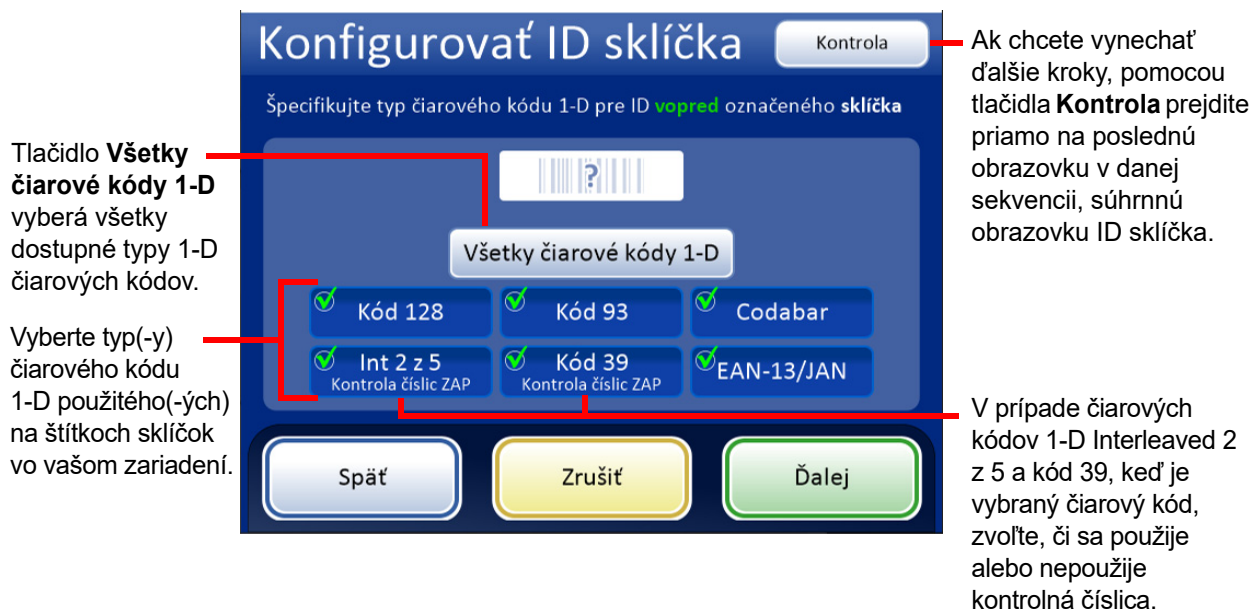 Konfigurovať ID sklíčka
Kontrola
Špecifikujte typ čiarového kódu 1-D pre ID vopred označeného sklíčka
?
Všetky čiarové kódy 1-D
Kód 128
Kód 93
Codabar
Int 2 z 5
Kontrola číslic ZAP
Kód 39
Kontrola číslic ZAP
EAN-13/JAN
Späť
Zrušiť
Ďalej
Tlačidlo Všetky
čiarové kódy 1-D
vyberá všetky
dostupné typy 1-D
čiarových kódov.
Vyberte typ(-y)
čiarového kódu
1-D použitého(-ých)
na štítkoch sklíčok
vo vašom zariadení.
Ak chcete vynechať
ďalšie kroky, pomocou
tlačidla Kontrola prejdite
priamo na poslednú
obrazovku v danej
sekvencii, súhrnnú
obrazovku ID sklíčka.
V prípade čiarových
kódov 1-D Interleaved 2
z 5 a kód 39, keď je
vybraný čiarový kód,
zvoľte, či sa použije
alebo nepoužije
kontrolná číslica.